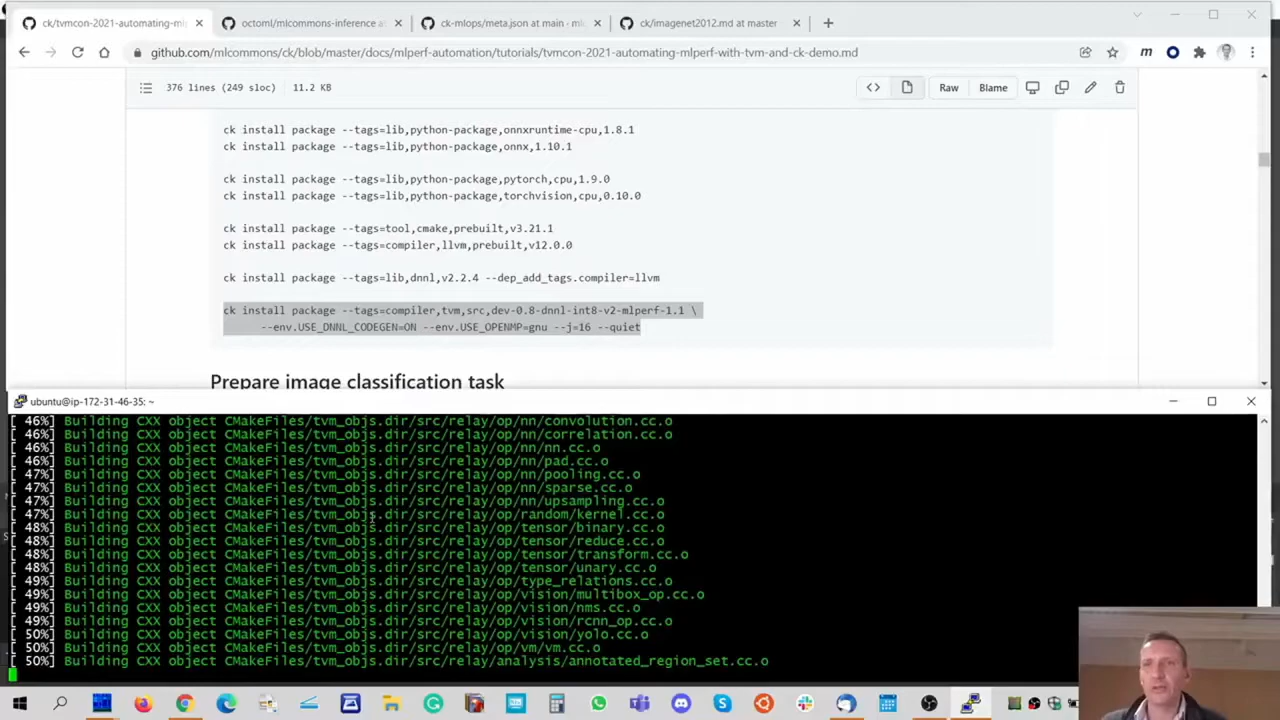 ck/tvmcon-2021-automating-ml
octoml/mlcommons-inference a
ck-mlops/meta.json at main · ml
ck/imagenet2012.md at master
github.com/mlcommons/ck/blob/master/docs/mlperf-automation/tutorials/tvmcon-2021-automating-mlperf-with-tvm-and-ck-demo.md
376 lines (249 sloc) 11.2 KB
Raw Blame
ck install package --tags=lib,python-package,onnxruntime-cpu,1.8.1
ck install package --tags=lib,python-package,onnx,1.10.1
ck install package --tags=lib,python-package,pytorch,cpu,1.9.0
ck install package --tags=lib,python-package,torchvision,cpu,0.10.0
ck install package --tags=tool,cmake,prebuilt,v3.21.1
ck install package --tags=compiler,llvm,prebuilt,v12.0.0
ck install package --tags=lib,dnnl,v2.2.4 --dep_add_tags.compiler=llvm
ck install package --tags=compiler,tvm,src,dev-0.8-dnnl-int8-v2-mlperf-1.1 \
--env.USE_DNNL_CODEGEN=ON --env.USE_OPENMP=gnu --j=16 --quiet
Prepare image classification task
ubuntu@ip-172-31-46-35: ~
[ 46%] Building CXX object CMakeFiles/tvm_objs.dir/src/relay/op/nn/convolution.cc.o
[ 46%] Building CXX object CMakeFiles/tvm_objs.dir/src/relay/op/nn/correlation.cc.o
[ 46%] Building CXX object CMakeFiles/tvm_objs.dir/src/relay/op/nn/nn.cc.o
[ 46%] Building CXX object CMakeFiles/tvm_objs.dir/src/relay/op/nn/pad.cc.o
[ 47%] Building CXX object CMakeFiles/tvm_objs.dir/src/relay/op/nn/pooling.cc.o
[ 47%] Building CXX object CMakeFiles/tvm_objs.dir/src/relay/op/nn/sparse.cc.o
[ 47%] Building CXX object CMakeFiles/tvm_objs.dir/src/relay/op/nn/upsampling.cc.o
[ 47%] Building CXX object CMakeFiles/tvm_objs.dir/src/relay/op/random/kernel.cc.o
[ 48%] Building CXX object CMakeFiles/tvm_objs.dir/src/relay/op/tensor/binary.cc.o
[ 48%] Building CXX object CMakeFiles/tvm_objs.dir/src/relay/op/tensor/reduce.cc.o
[ 48%] Building CXX object CMakeFiles/tvm_objs.dir/src/relay/op/tensor/transform.cc.o
[ 48%] Building CXX object CMakeFiles/tvm_objs.dir/src/relay/op/tensor/unary.cc.o
[ 49%] Building CXX object CMakeFiles/tvm_objs.dir/src/relay/op/type_relations.cc.o
[ 49%] Building CXX object CMakeFiles/tvm_objs.dir/src/relay/op/vision/multibox_op.cc.o
[ 49%] Building CXX object CMakeFiles/tvm_objs.dir/src/relay/op/vision/nms.cc.o
[ 49%] Building CXX object CMakeFiles/tvm_objs.dir/src/relay/op/vision/rcnn_op.cc.o
[ 50%] Building CXX object CMakeFiles/tvm_objs.dir/src/relay/op/vision/yolo.cc.o
[ 50%] Building CXX object CMakeFiles/tvm_objs.dir/src/relay/op/vm/vm.cc.o
[ 50%] Building CXX object CMakeFiles/tvm_objs.dir/src/relay/analysis/annotated_region_set.cc.o